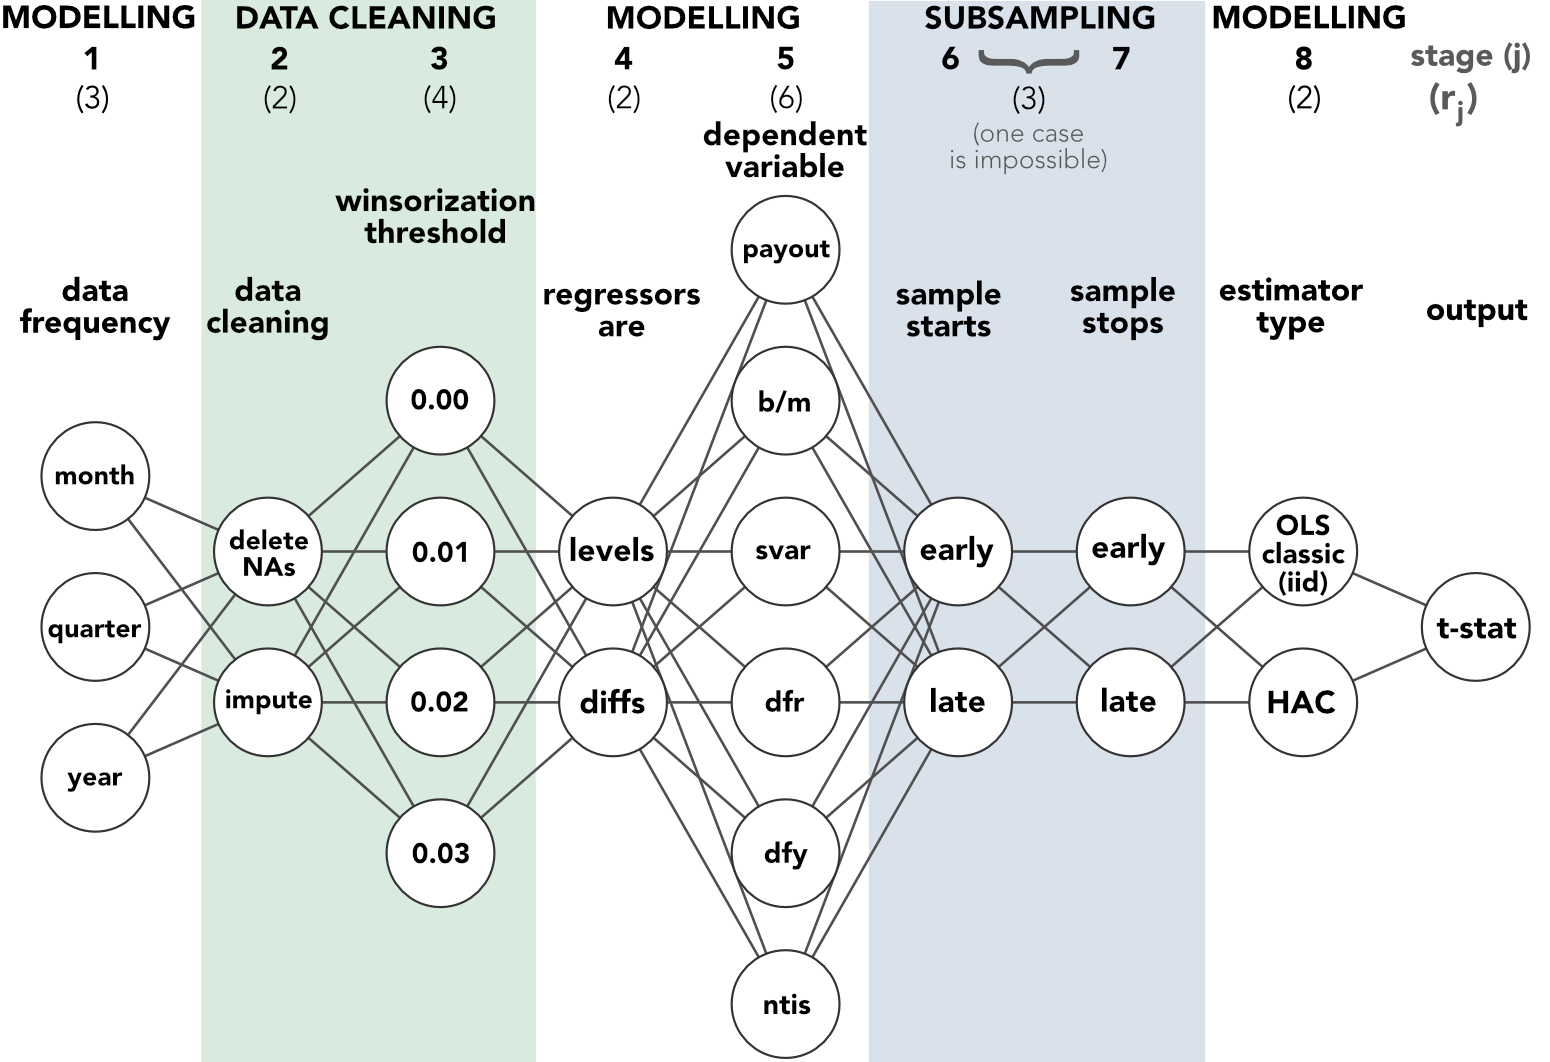 MODELLING
DATA CLEANING
MODELLING
SUBSAMPLING
MODELLING
1
2
3
4
5
6
7
8
stage (j)
(3)
(2)
(4)
(2)
(6)
(3)
(2)
(rj)
(one case
is impossible)
data
frequency
data
cleaning
winsorization
threshold
regressors
are
dependent
variable
sample
starts
sample
stops
estimator
type
output
month
quarter
year
delete
NAs
impute
0.00
0.01
0.02
0.03
levels
diffs
payout
b/m
svar
dfr
dfy
ntis
early
late
early
late
OLS
classic
(iid)
HAC
t-stat